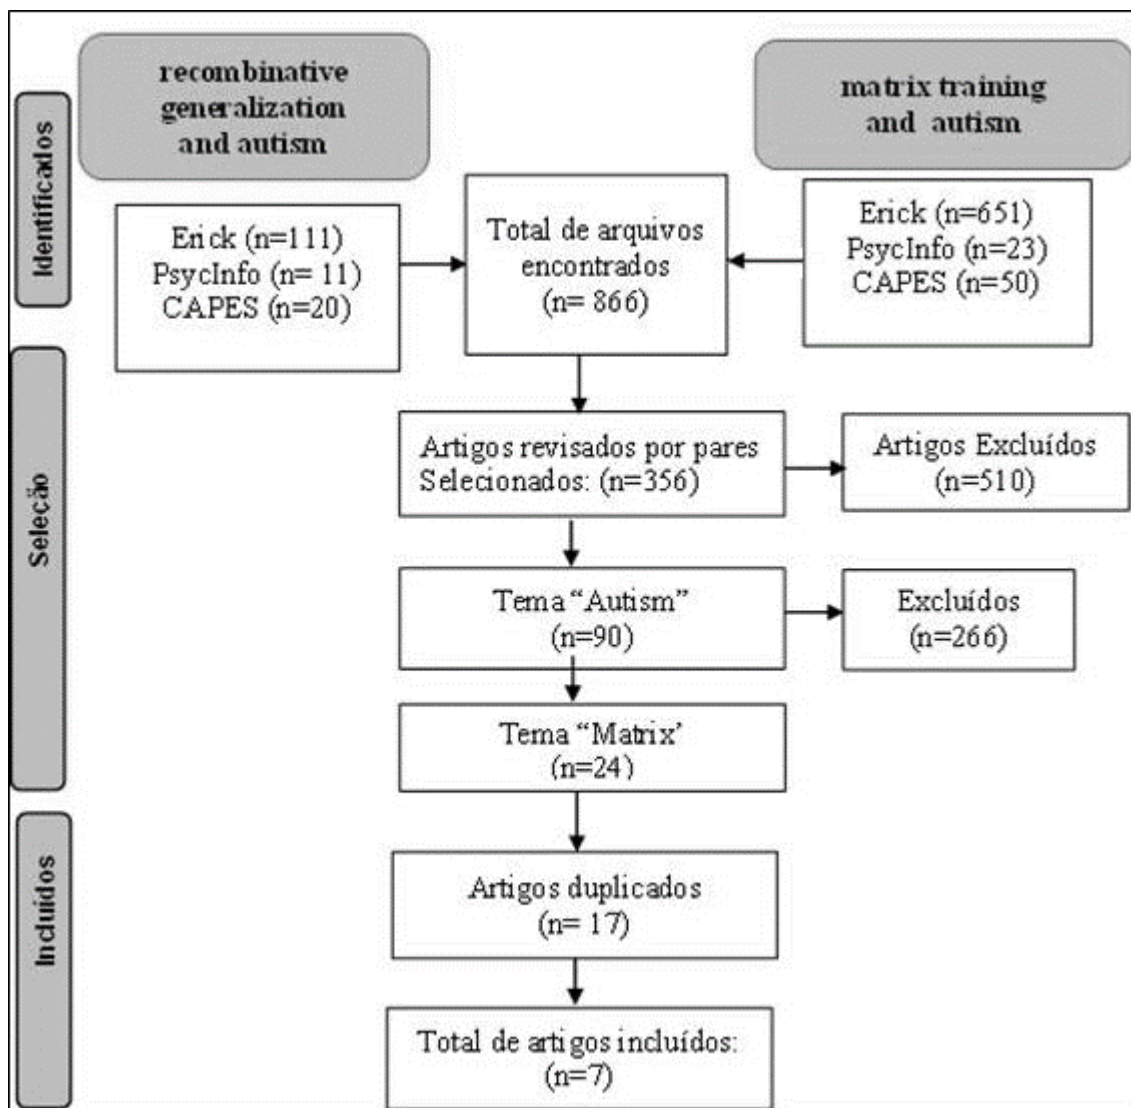 recombinative
generalization
and autism
matrix training
and autism
Identificados
Erick (n=111)
PsycInfo (n= 11)
CAPES (n=20)
Total de arquivos
encontrados
(n= 866)
Erick (n=651)
PsycInfo (n=23)
CAPES (n=50)
Seleção
Artigos revisados por pares
Selecionados: (n=356)
Artigos Excluídos
(n=510)
Tema “Autism”
(n=90)
Excluídos
(n=266)
Tema “Matrix’
(n=24)
Incluídos
Artigos duplicados
(n= 17)
Total de artigos incluídos:
(n=7)